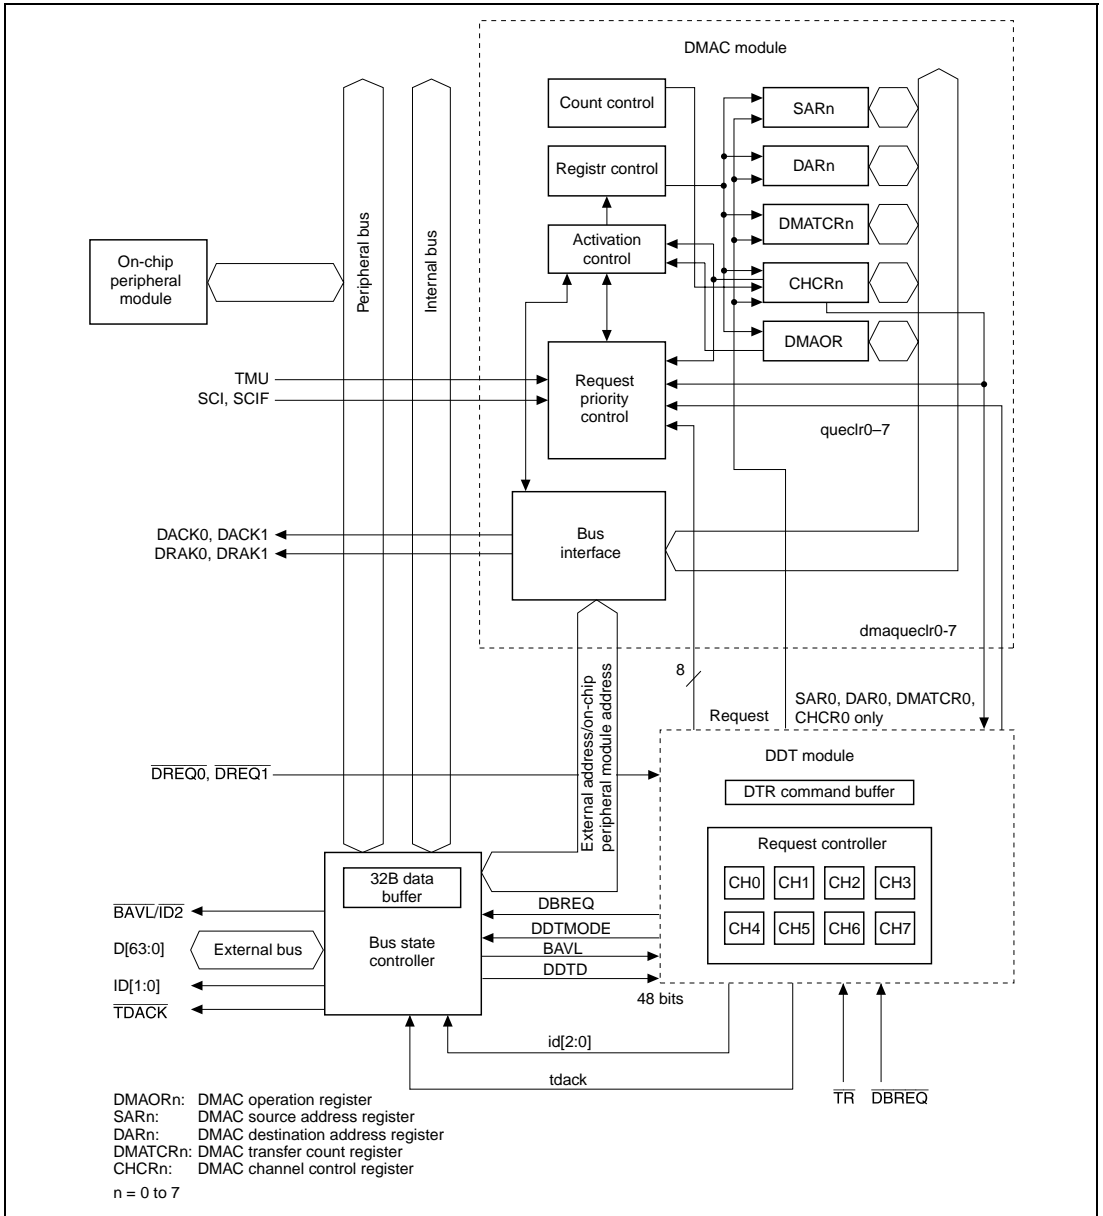 DMAC module
Count control
SARn
Registr control
DARn
DMATCRn
Activation
control
On-chip
peripheral
module
Peripheral bus
Internal bus
CHCRn
DMAOR
TMU
SCI, SCIF
Request
priority
control
queclr0–7
DACK0, DACK1
DRAK0, DRAK1
Bus
interface
dmaqueclr0-7
8
External address/on-chip
peripheral module address
Request
SAR0, DAR0, DMATCR0,
CHCR0 only
DDT module
DREQ0, DREQ1
DTR command buffer
Request controller
CH0 CH1 CH2 CH3
CH4 CH5 CH6 CH7
32B data
buffer
Bus state
controller
BAVL/ID2
D[63:0]
External bus
ID[1:0]
TDACK
DBREQ
DDTMODE
BAVL
DDTD
48 bits
id[2:0]
tdack
TR DBREQ
DMAORn: DMAC operation register
SARn: DMAC source address register
DARn: DMAC destination address register
DMATCRn: DMAC transfer count register
CHCRn: DMAC channel control register
n = 0 to 7